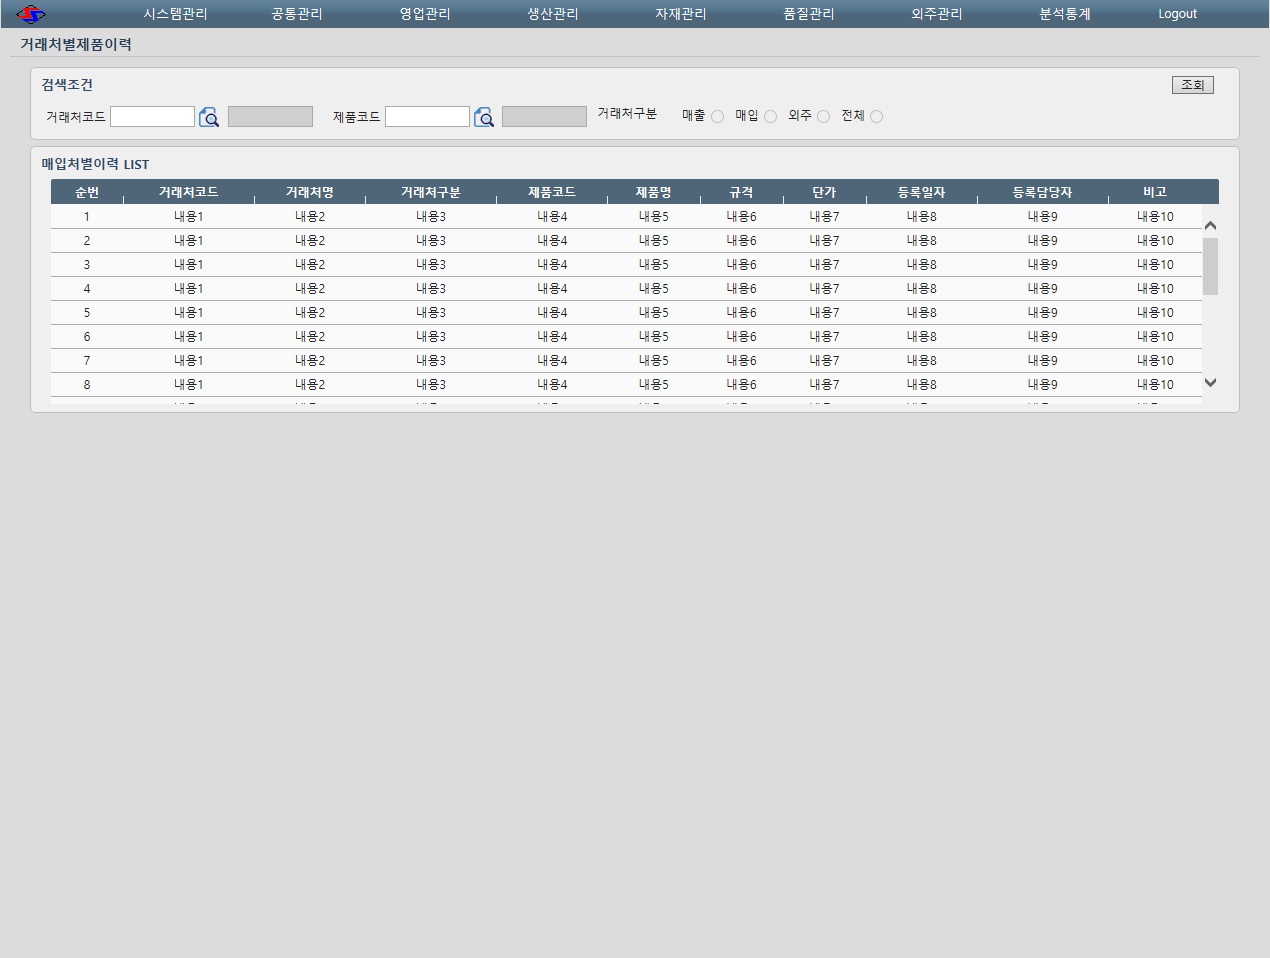 시스템관리 공통관리 영업관리 생산관리 자재관리 품질관리 외주관리 분석통계 Logout
거래처별제품이력
검색조건 조회
거래처코드 제품코드 거래처구분 매출 매입 외주 전체
매입처별이력 LIST
순번 거래처코드 거래처명 거래처구분 제품코드 제품명 규격 단가 등록일자 등록담당자 비고
1 내용1 내용2 내용3 내용4 내용5 내용6 내용7 내용8 내용9 내용10
2 내용1 내용2 내용3 내용4 내용5 내용6 내용7 내용8 내용9 내용10
3 내용1 내용2 내용3 내용4 내용5 내용6 내용7 내용8 내용9 내용10
4 내용1 내용2 내용3 내용4 내용5 내용6 내용7 내용8 내용9 내용10
5 내용1 내용2 내용3 내용4 내용5 내용6 내용7 내용8 내용9 내용10
6 내용1 내용2 내용3 내용4 내용5 내용6 내용7 내용8 내용9 내용10
7 내용1 내용2 내용3 내용4 내용5 내용6 내용7 내용8 내용9 내용10
8 내용1 내용2 내용3 내용4 내용5 내용6 내용7 내용8 내용9 내용10